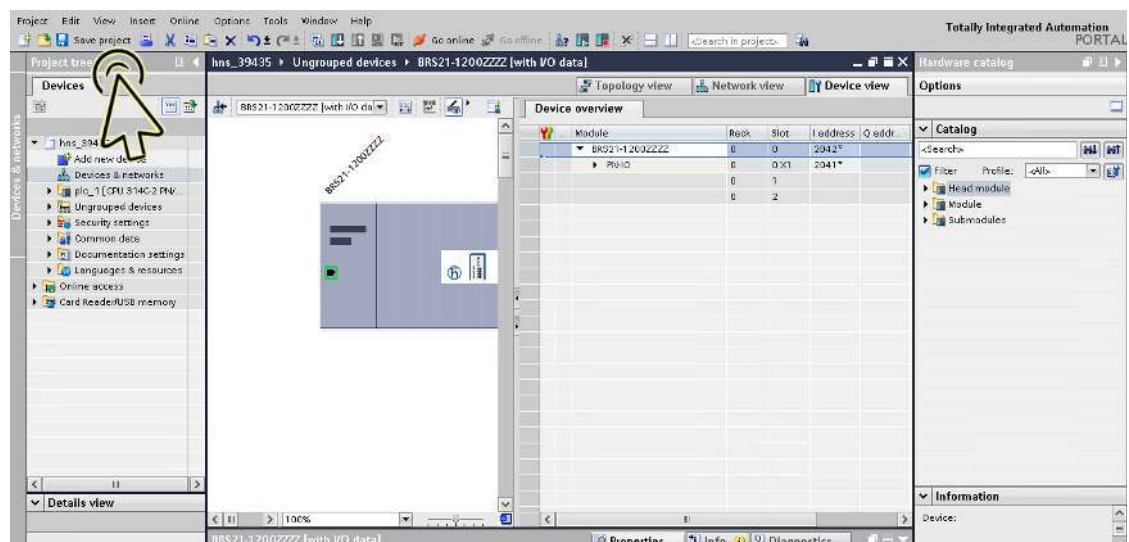 Project Edit View Insert Online Options Tools Window Help
Totally Integrated Automation
PORTAL
Save project
Go online
Go offline
<Search in project>
Project tree
hns_39435 ▸ Ungrouped devices ▸ BRS21-1200ZZZZ [with I/O data]
Hardware catalog
Devices
Topology view
Network view
Device view
Options
BRS21-1200ZZZZ [with I/O da
Device overview
Catalog
Module Rack Slot I address Q addr..
<Search>
BRS21-1200ZZZZ 0 0 2042*
Filter Profile: <All>
PN-IO 0 0 X1 2041*
0 1
0 2
Head module
Module
Submodules
Add new device
Devices & networks
plc_1 [CPU 314C-2 PN/...
Ungrouped devices
Security settings
Common data
Documentation settings
Languages & resources
Online access
Card Reader/USB memory
BRS21-1200ZZZZ
Devices & networks
Details view
100%
Information
Device:
BRS21-1200ZZZZ [with I/O data]
Properties
Info
Diagnostics